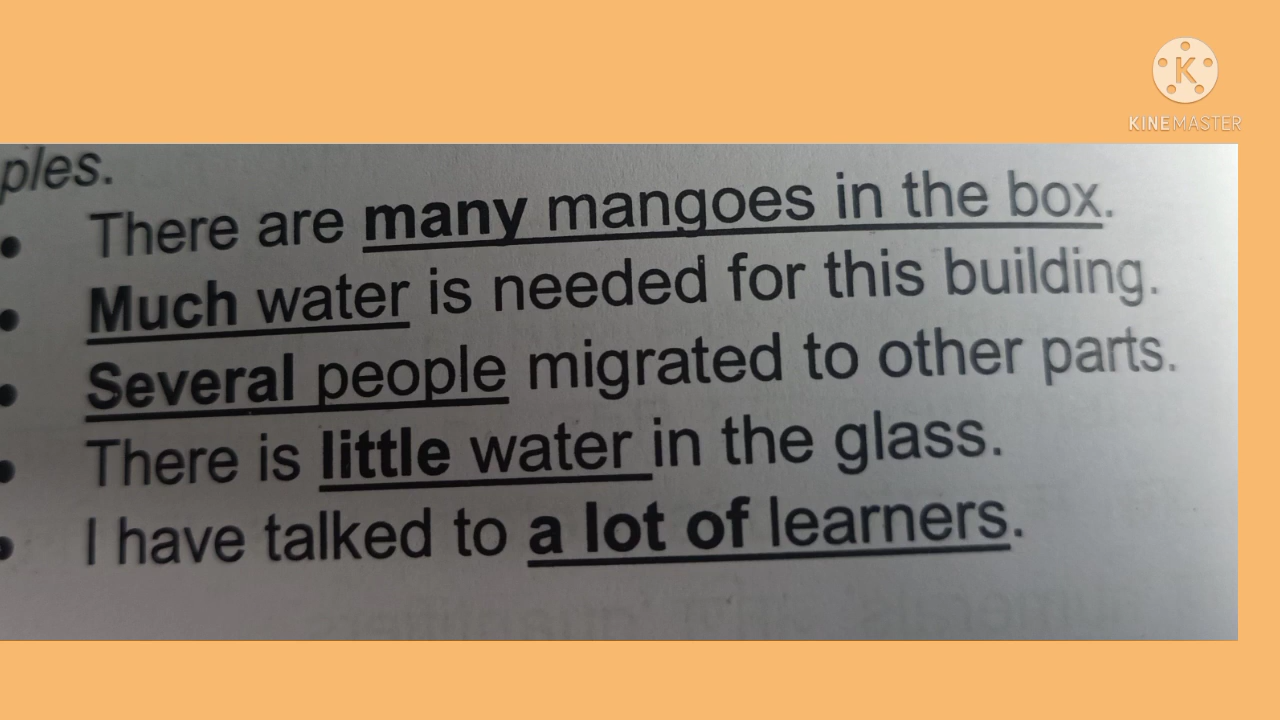 KINEMASTER
ples.
• There are many mangoes in the box.
• Much water is needed for this building.
• Several people migrated to other parts.
• There is little water in the glass.
• I have talked to a lot of learners.